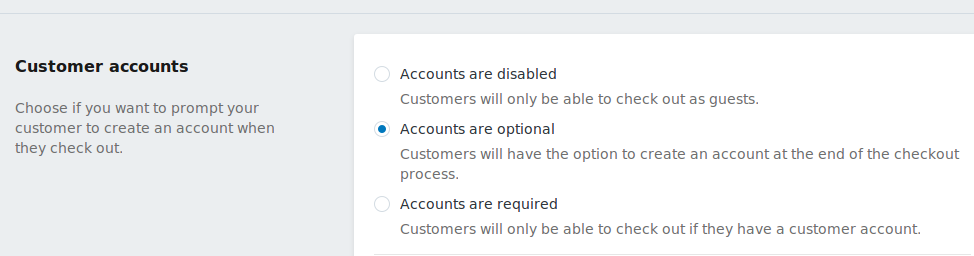 Customer accounts
Choose if you want to prompt your
customer to create an account when
they check out.
Accounts are disabled
Customers will only be able to check out as guests.
Accounts are optional
Customers will have the option to create an account at the end of the checkout
process.
Accounts are required
Customers will only be able to check out if they have a customer account.